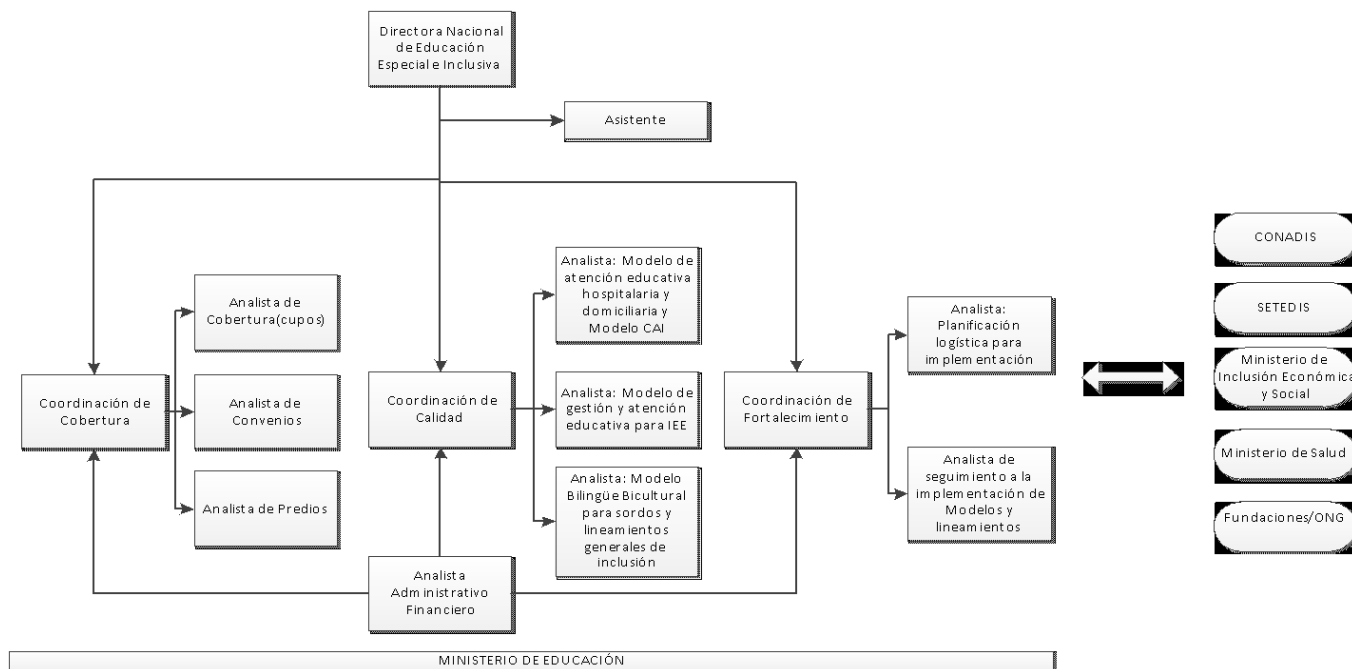 Directora Nacional
de Educación
Especial e Inclusiva
Asistente
Analista de
Cobertura(cupos)
Coordinación de
Cobertura
Analista de
Convenios
Analista de Predios
Analista: Modelo de
atención educativa
hospitalaria y
domiciliaria y
Modelo CAI
Coordinación de
Calidad
Analista: Modelo de
gestión y atención
educativa para IEE
Analista: Modelo
Bilingüe Bicultural
para sordos y
lineamientos
generales de
inclusión
Analista
Administrativo
Financiero
Analista:
Planificación
logística para
implementación
Coordinación de
Fortalecimiento
Analista de
seguimiento a la
implementación de
Modelos y
lineamientos
CONADIS
SETEDIS
Ministerio de
Inclusión Económica
y Social
Ministerio de Salud
Fundaciones/ONG
MINISTERIO DE EDUCACIÓN